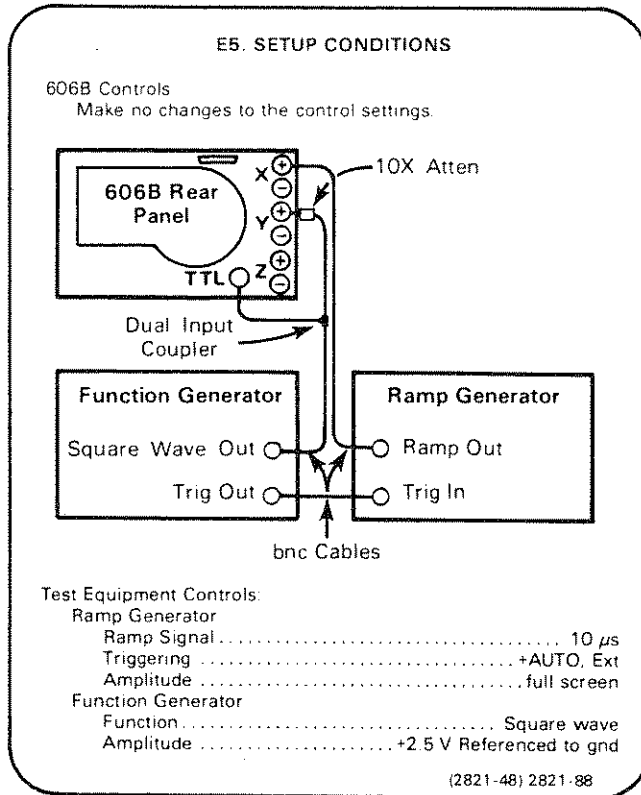 E5. SETUP CONDITIONS
606B Controls
Make no changes to the control settings.
606B Rear
Panel
X
Y
Z
TTL
10X Atten
Dual Input
Coupler
Function Generator
Square Wave Out
Trig Out
Ramp Generator
Ramp Out
Trig In
bnc Cables
Test Equipment Controls:
Ramp Generator
Ramp Signal .................................. 10 µs
Triggering .............................. +AUTO, Ext
Amplitude .............................. full screen
Function Generator
Function .............................. Square wave
Amplitude .................. +2.5 V Referenced to gnd
(2821-48) 2821-88